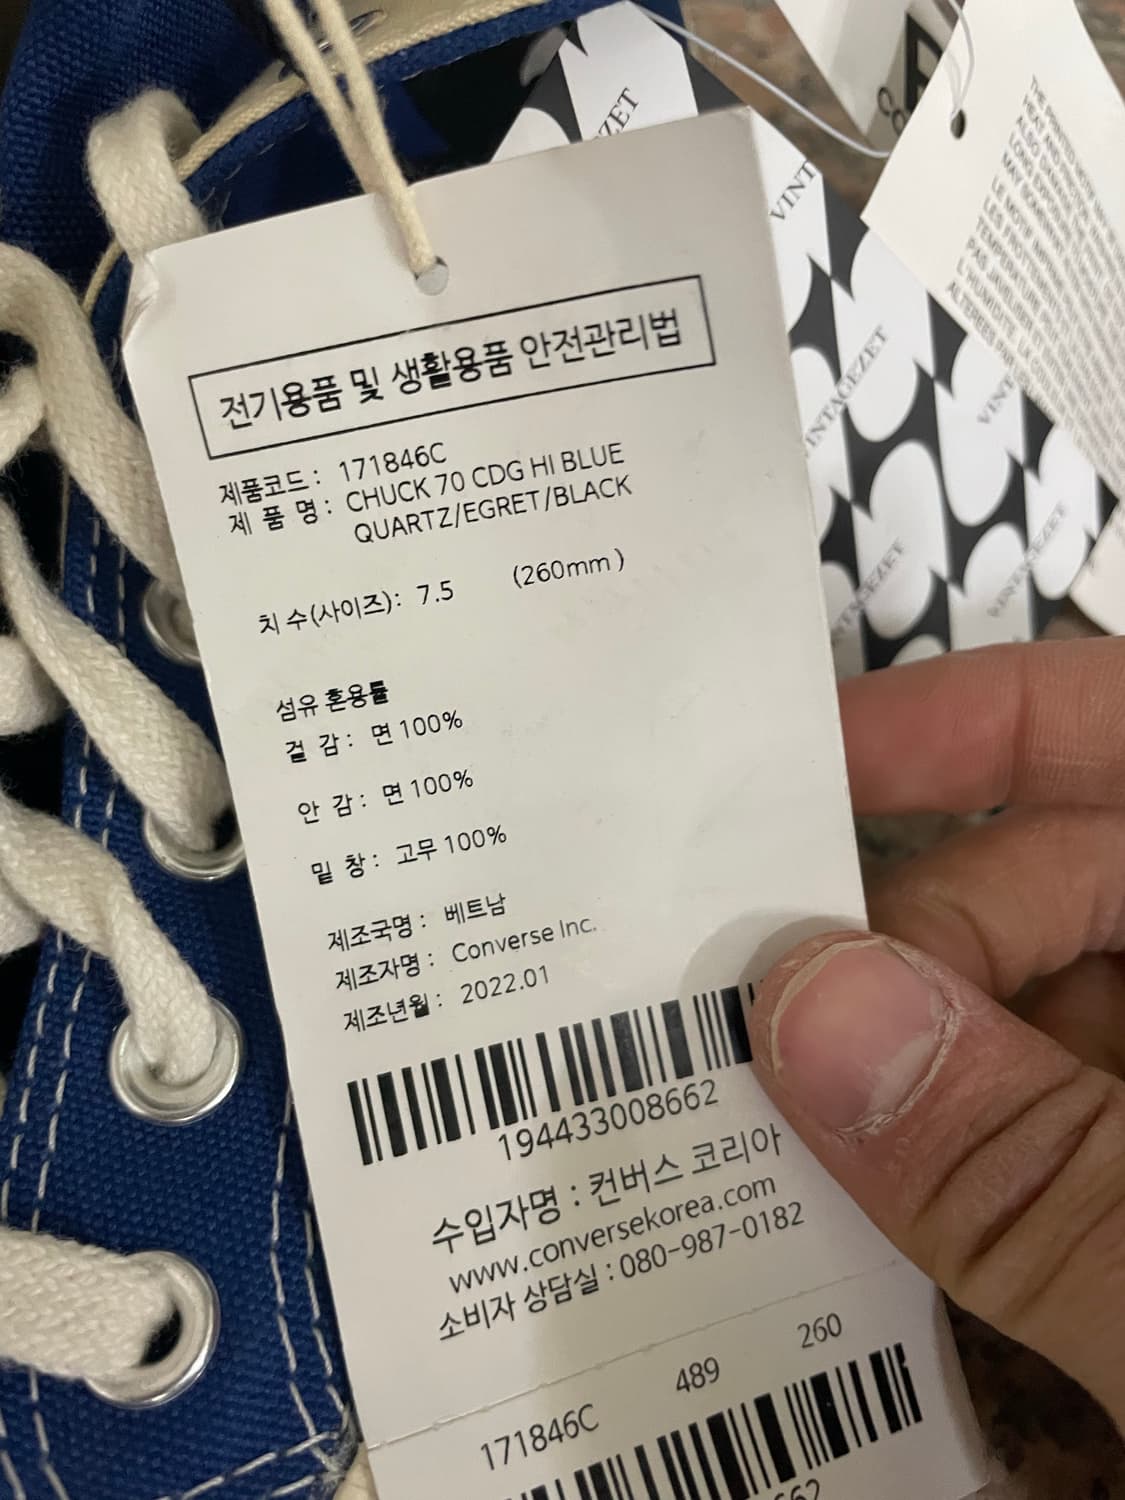 전기용품 및 생활용품 안전관리법
제품코드 : 171846C
제 품 명 : CHUCK 70 CDG HI BLUE
QUARTZ/EGRET/BLACK
치 수(사이즈) : 7.5 (260mm)
섬유 혼용률
겉 감 : 면 100%
안 감 : 면 100%
밑 창 : 고무 100%
제조국명 : 베트남
제조자명 : Converse Inc.
제조년월 : 2022.01
194433008662
수입자명 : 컨버스 코리아
www.conversekorea.com
소비자 상담실 : 080-987-0182
171846C 489 260
662
VINTAGEZET
VINTAGEZET